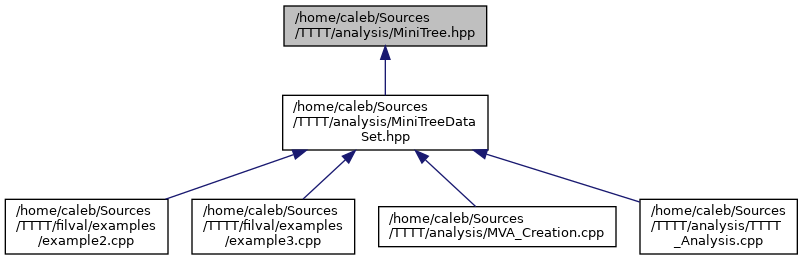 /home/caleb/Sources
/TTTT/analysis/MiniTree.hpp
/home/caleb/Sources
/TTTT/analysis/MiniTreeData
Set.hpp
/home/caleb/Sources
/TTTT/filval/examples
/example2.cpp
/home/caleb/Sources
/TTTT/filval/examples
/example3.cpp
/home/caleb/Sources
/TTTT/analysis/MVA_Creation.cpp
/home/caleb/Sources
/TTTT/analysis/TTTT
_Analysis.cpp